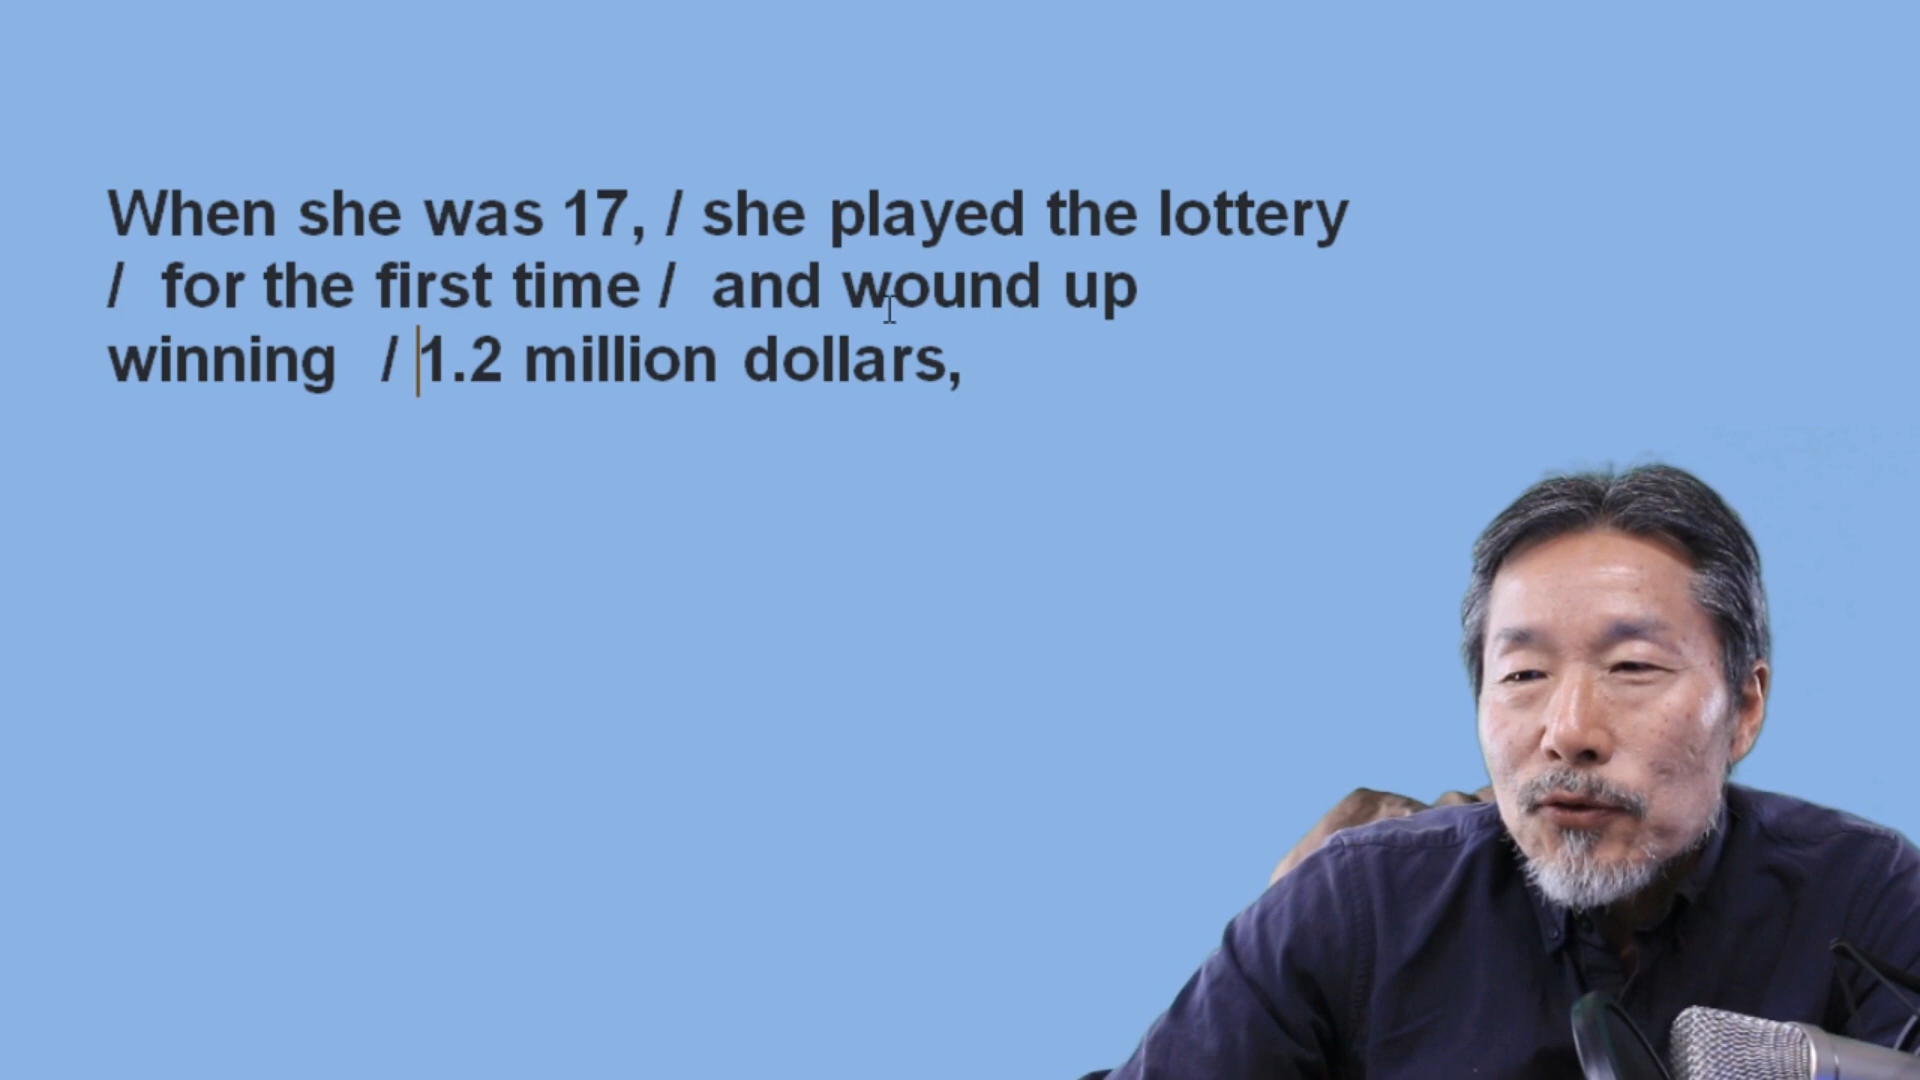 When she was 17, / she played the lottery
/ for the first time / and wound up
winning / 1.2 million dollars,